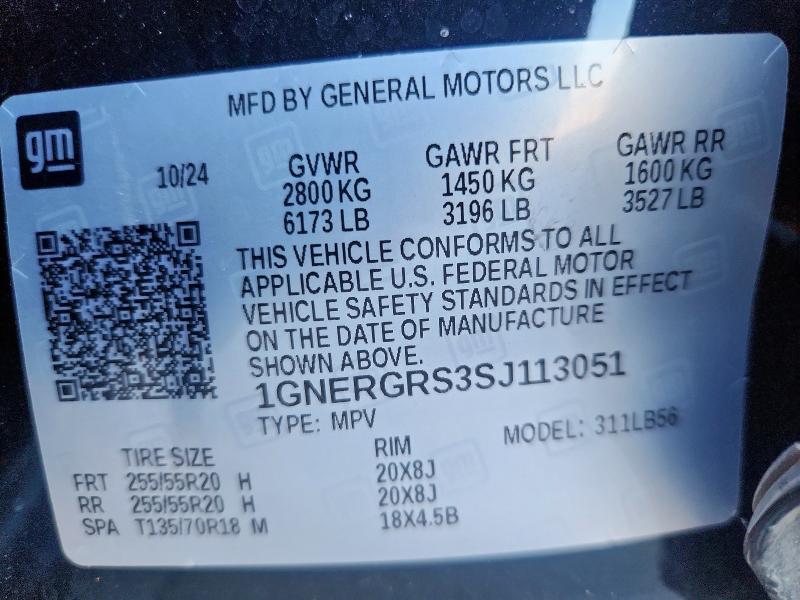 MFD BY GENERAL MOTORS LLC
gm
10/24
GVWR
2800 KG
6173 LB
GAWR FRT
1450 KG
3196 LB
GAWR RR
1600 KG
3527 LB
THIS VEHICLE CONFORMS TO ALL
APPLICABLE U.S. FEDERAL MOTOR
VEHICLE SAFETY STANDARDS IN EFFECT
ON THE DATE OF MANUFACTURE
SHOWN ABOVE.
1GNERGRS3SJ113051
TYPE: MPV MODEL: 311LB56
TIRE SIZE RIM
FRT 255/55R20 H 20X8J
RR 255/55R20 H 20X8J
SPA T135/70R18 M 18X4.5B